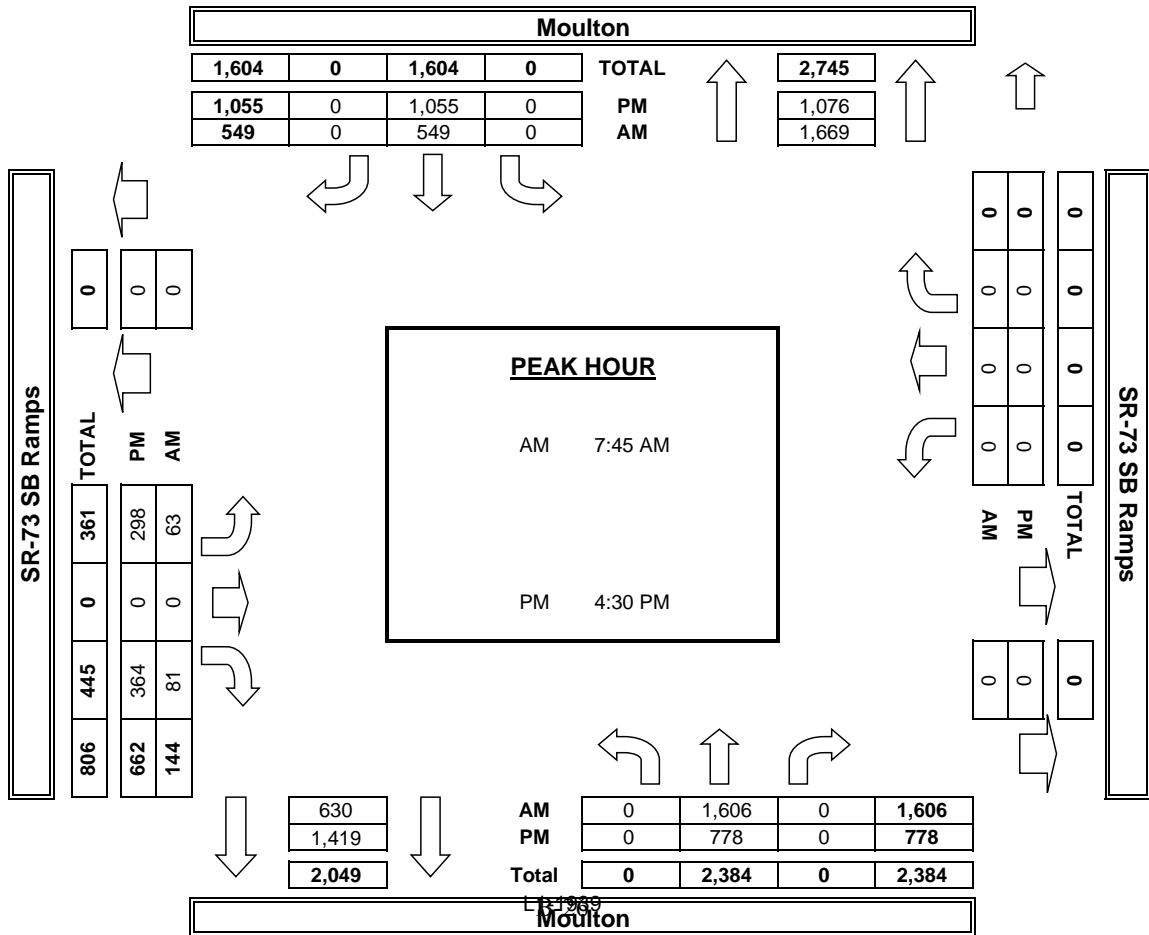 Moulton
1,604 0 1,604 0 TOTAL 2,745
1,055 0 1,055 0 PM 1,076
549 0 549 0 AM 1,669
SR-73 SB Ramps
TOTAL PM AM
0 0 0
361 298 63
0 0 0
445 364 81
806 662 144
PEAK HOUR
AM 7:45 AM
PM 4:30 PM
0 0 0
0 0 0
0 0 0
0 0 0
AM PM TOTAL
0 0 0
SR-73 SB Ramps
630 AM 0 1,606 0 1,606
1,419 PM 0 778 0 778
2,049 Total 0 2,384 0 2,384
Moulton